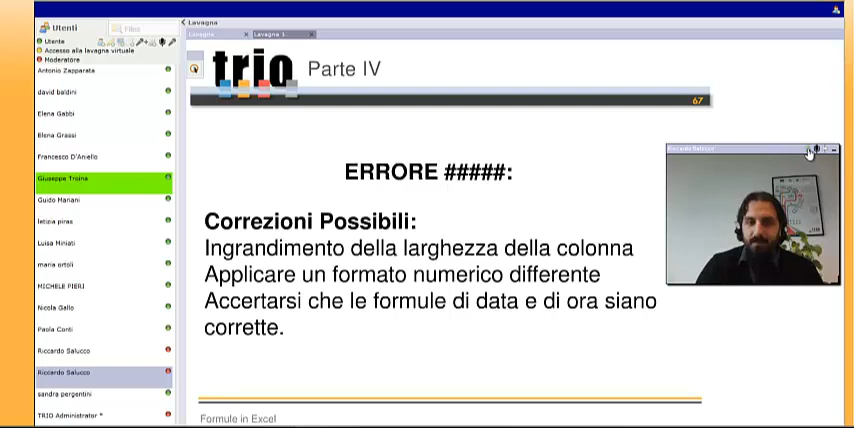 Lavagna
Utenti
Files
Lavagna
Lavagna 1
Utente
Accesso alla lavagna virtuale
Moderatore
Antonio Zapparata
david baldini
Elena Gabbi
Elena Grassi
Francesco D'Aniello
Giuseppe Troina
Guido Mariani
letizia piras
Luisa Miniati
maria ortoli
MICHELE PIERI
Nicola Gallo
Paola Conti
Riccardo Salucco
Riccardo Salucco
sandra pergentini
TRIO Administrator *
trio
Parte IV
67
ERRORE #####:
Correzioni Possibili:
Ingrandimento della larghezza della colonna
Applicare un formato numerico differente
Accertarsi che le formule di data e di ora siano
corrette.
Riccardo Salucco
Formule in Excel